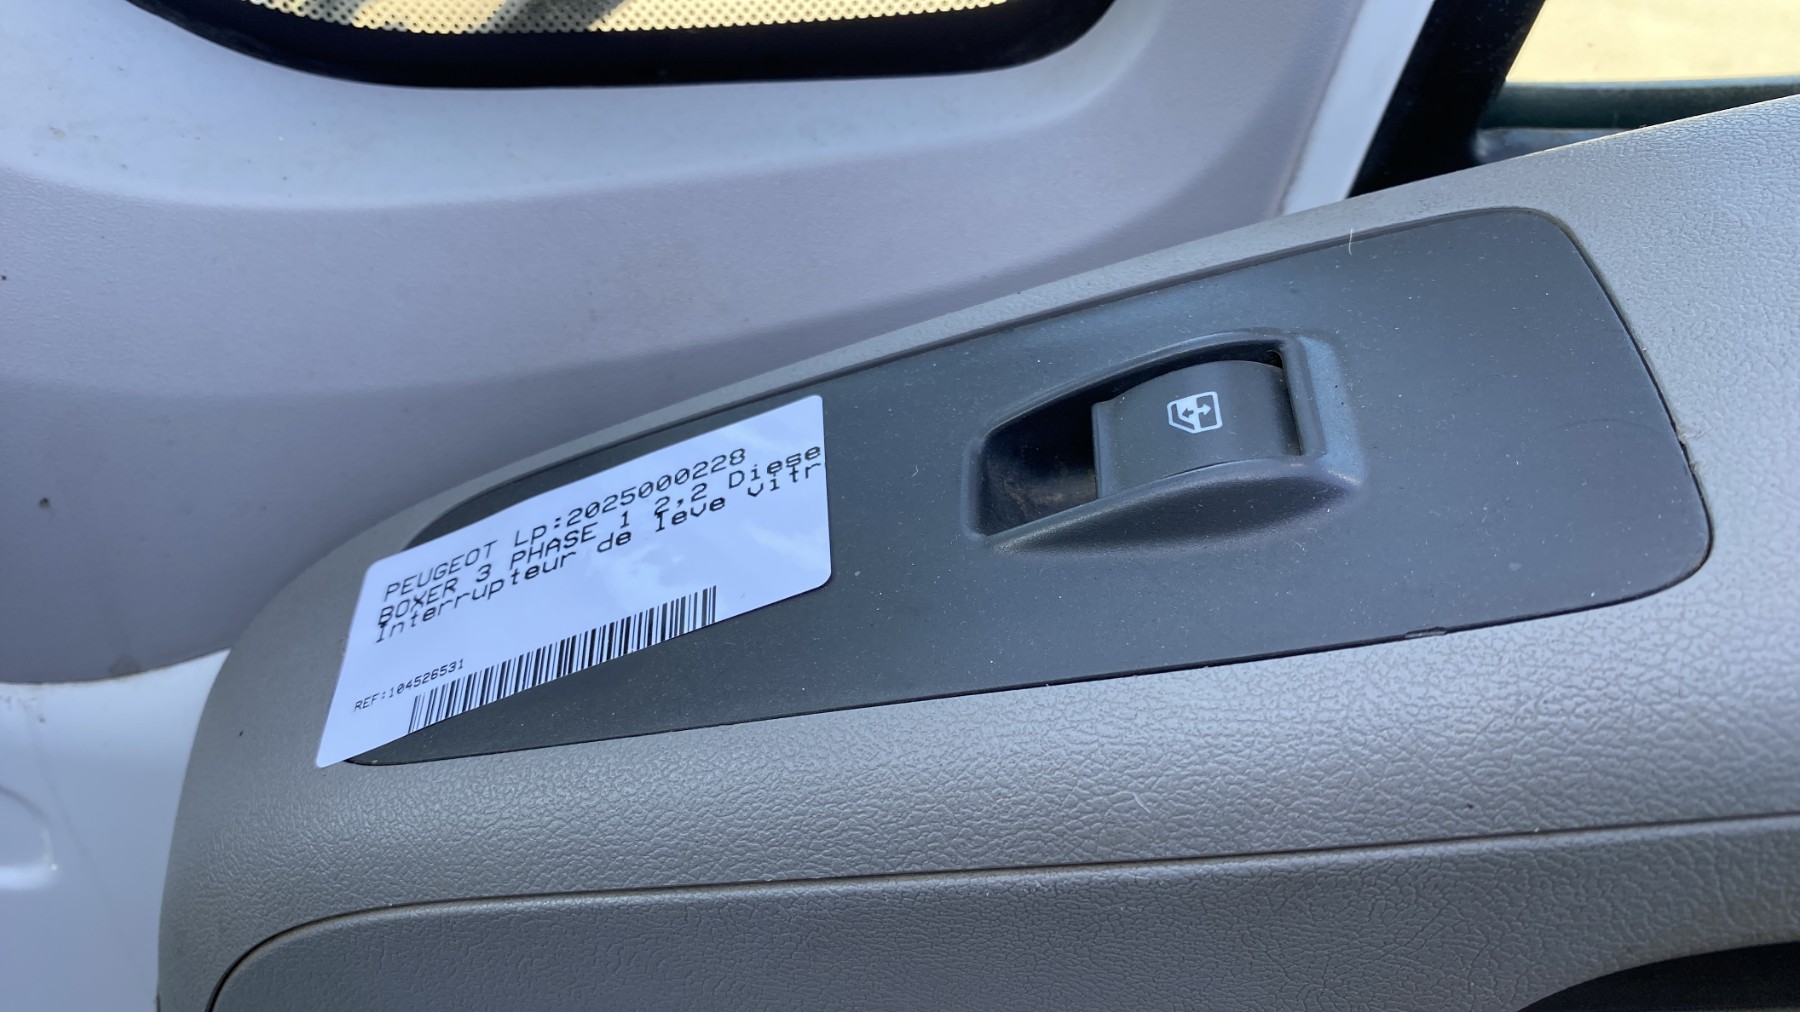 PEUGEOT LP:2025000228
BOXER 3 PHASE 1 2,2 Diese
Interrupteur de leve vitr
REF:104526531